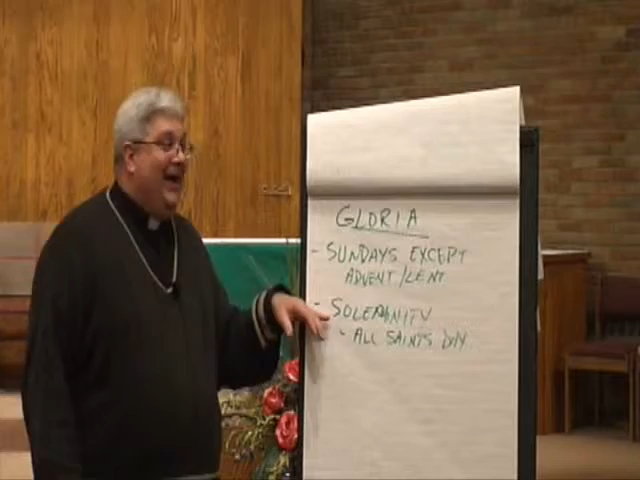 GLORIA
- SUNDAYS EXCEPT
ADVENT/LENT
- SOLEMNITY
- ALL SAINTS DAY